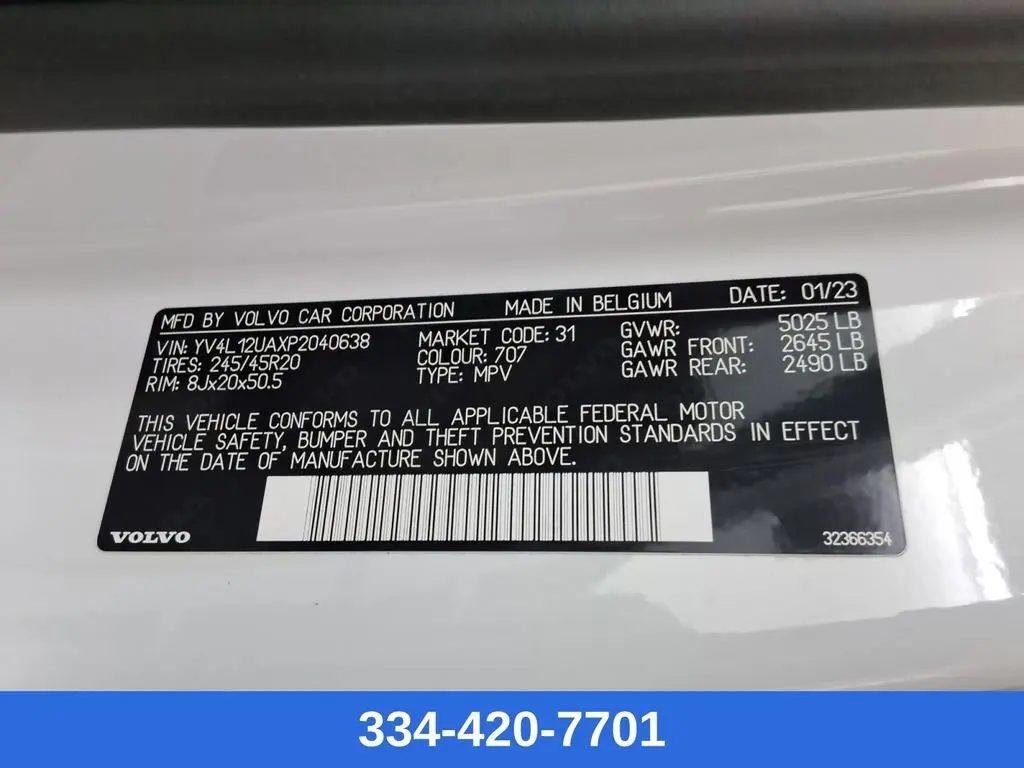 MFD BY VOLVO CAR CORPORATION MADE IN BELGIUM DATE: 01/23
VIN: YV4L12UAXP2040638 MARKET CODE: 31 GVWR: 5025 LB
TIRES: 245/45R20 COLOUR: 707 GAWR FRONT: 2645 LB
RIM: 8Jx20x50.5 TYPE: MPV GAWR REAR: 2490 LB
THIS VEHICLE CONFORMS TO ALL APPLICABLE FEDERAL MOTOR
VEHICLE SAFETY, BUMPER AND THEFT PREVENTION STANDARDS IN EFFECT
ON THE DATE OF MANUFACTURE SHOWN ABOVE.
VOLVO 32366354
334-420-7701